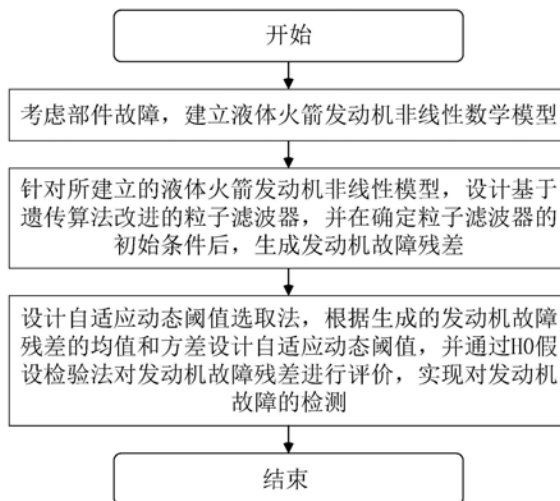 开始
考虑部件故障，建立液体火箭发动机非线性数学模型
针对所建立的液体火箭发动机非线性模型，设计基于
遗传算法改进的粒子滤波器，并在确定粒子滤波器的
初始条件后，生成发动机故障残差
设计自适应动态阈值选取法，根据生成的发动机故障
残差的均值和方差设计自适应动态阈值，并通过H0假
设检验法对发动机故障残差进行评价，实现对发动机
故障的检测
结束